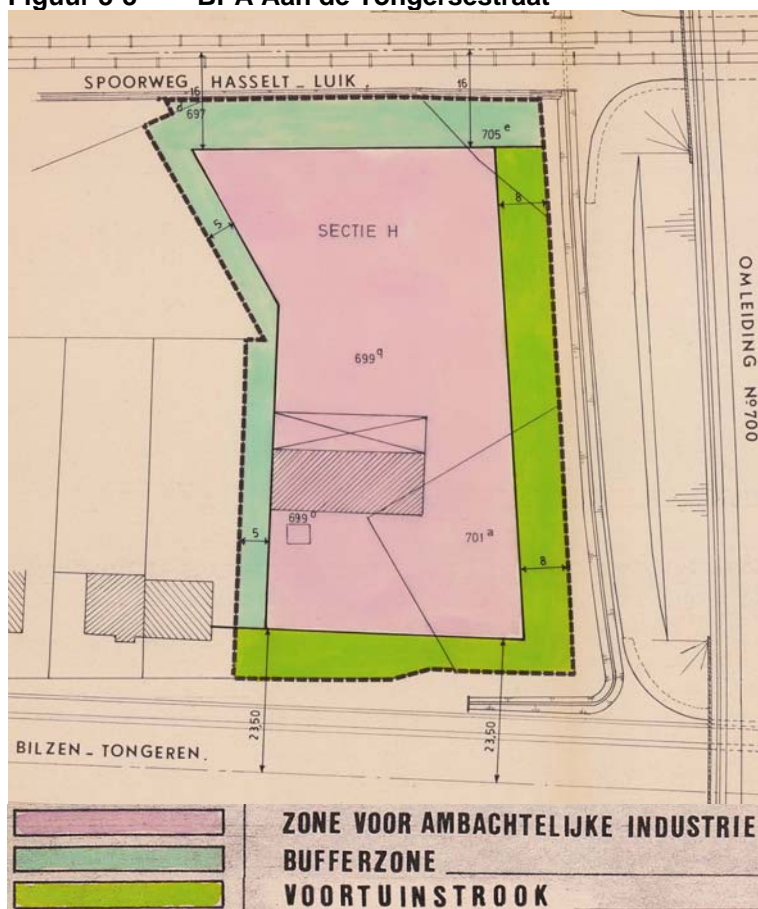 Figuur 3-3 BPA Aan de Tongersestraat
SPOORWEG HASSELT _ LUIK
16
16
d
697
705 e
5
8
SECTIE H
OMLEIDING Nº700
699 q
699 o
5
701 a
8
23,50
23,50
BILZEN _ TONGEREN.
ZONE VOOR AMBACHTELIJKE INDUSTRIE
BUFFERZONE
VOORTUINSTROOK